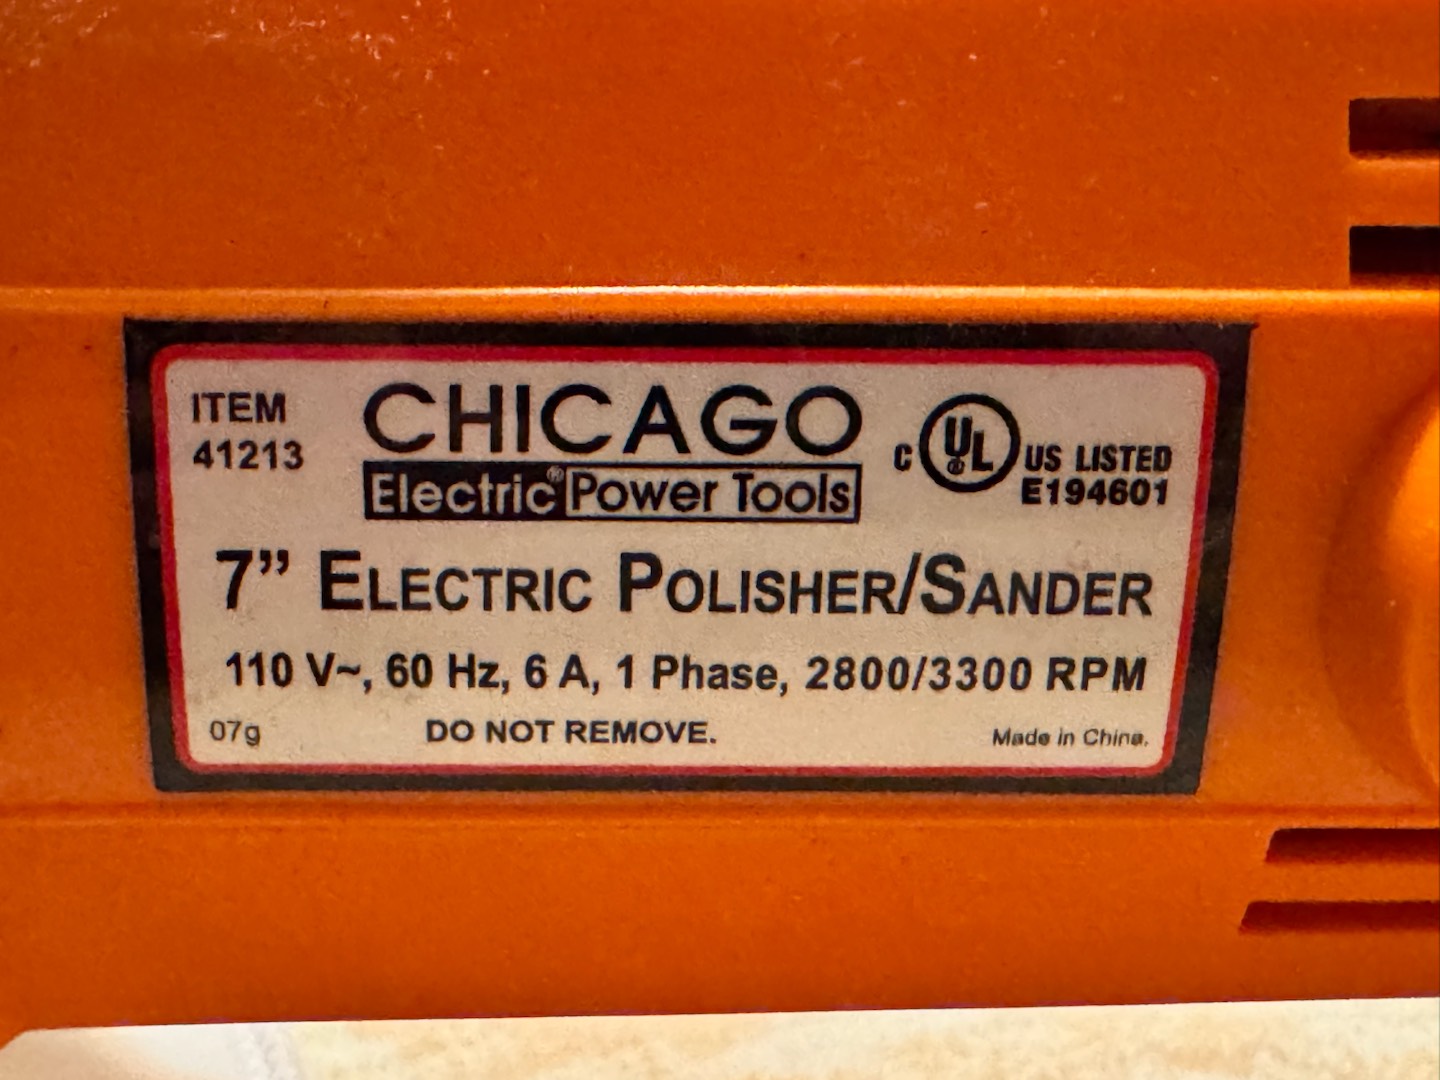 ITEM
41213
CHICAGO
Electric® Power Tools
C UL® US LISTED
E194601
7” ELECTRIC POLISHER/SANDER
110 V~, 60 Hz, 6 A, 1 Phase, 2800/3300 RPM
07g DO NOT REMOVE. Made in China.